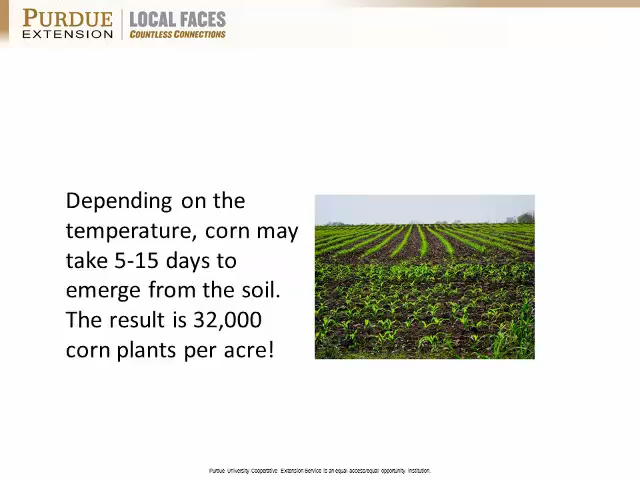 PURDUE
EXTENSION
LOCAL FACES
COUNTLESS CONNECTIONS
Depending on the
temperature, corn may
take 5-15 days to
emerge from the soil.
The result is 32,000
corn plants per acre!
Purdue University Cooperative Extension Service is an equal access/equal opportunity institution.